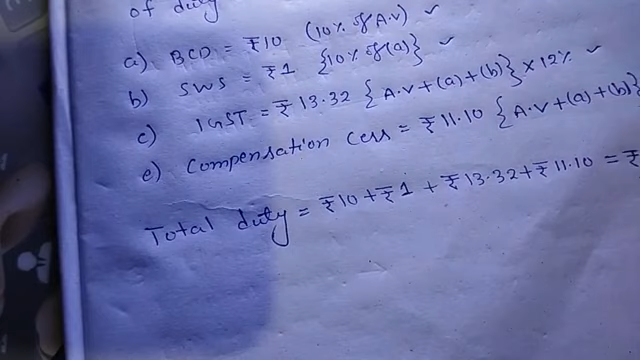 of duty
a) BCD = ₹10 (10% of A.V) ✓
b) SWS = ₹1 {10% of (a)} ✓
c) IGST = ₹13.32 {A.V+(a)+(b)} × 12% ✓
e) Compensation Cess = ₹11.10 {A.V+(a)+(b)}
Total duty = ₹10+₹1+₹13.32+₹11.10 = ₹